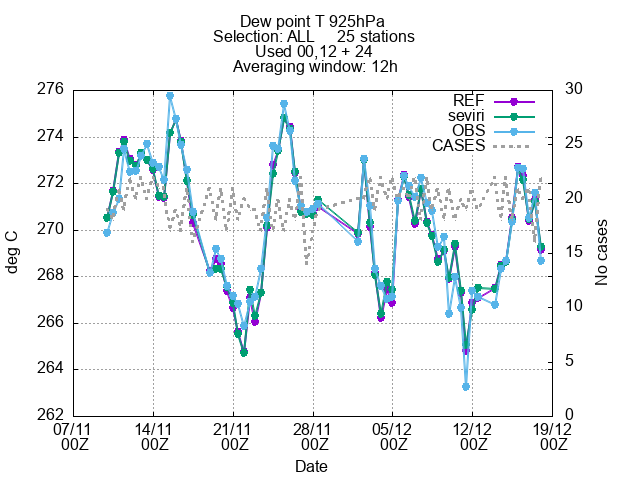 Dew point T 925hPa
Selection: ALL 25 stations
Used 00,12 + 24
Averaging window: 12h
276
274
272
270
268
266
264
262
deg C
30
25
20
15
10
5
0
No cases
REF
seviri
OBS
CASES
07/11 14/11 21/11 28/11 05/12 12/12 19/12
00Z 00Z 00Z 00Z 00Z 00Z 00Z
Date